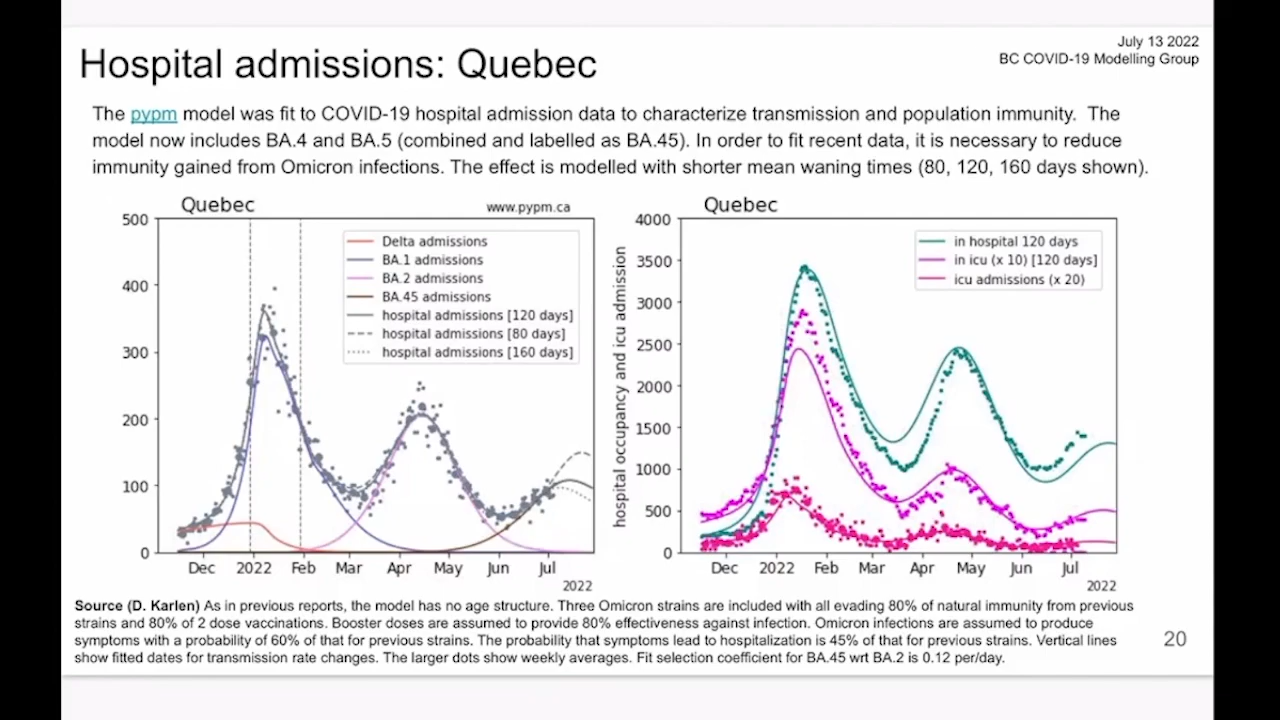 July 13 2022
BC COVID-19 Modelling Group
Hospital admissions: Quebec
The pypm model was fit to COVID-19 hospital admission data to characterize transmission and population immunity. The
model now includes BA.4 and BA.5 (combined and labelled as BA.45). In order to fit recent data, it is necessary to reduce
immunity gained from Omicron infections. The effect is modelled with shorter mean waning times (80, 120, 160 days shown).
Quebec
www.pypm.ca
500
400
300
200
100
0
Delta admissions
BA.1 admissions
BA.2 admissions
BA.45 admissions
hospital admissions [120 days]
hospital admissions [80 days]
hospital admissions [160 days]
Dec 2022 Feb Mar Apr May Jun Jul
2022
Quebec
hospital occupancy and icu admission
4000
3500
3000
2500
2000
1500
1000
500
0
in hospital 120 days
in icu (x 10) [120 days]
icu admissions (x 20)
Dec 2022 Feb Mar Apr May Jun Jul
2022
Source (D. Karlen) As in previous reports, the model has no age structure. Three Omicron strains are included with all evading 80% of natural immunity from previous
strains and 80% of 2 dose vaccinations. Booster doses are assumed to provide 80% effectiveness against infection. Omicron infections are assumed to produce
symptoms with a probability of 60% of that for previous strains. The probability that symptoms lead to hospitalization is 45% of that for previous strains. Vertical lines
show fitted dates for transmission rate changes. The larger dots show weekly averages. Fit selection coefficient for BA.45 wrt BA.2 is 0.12 per/day.
20